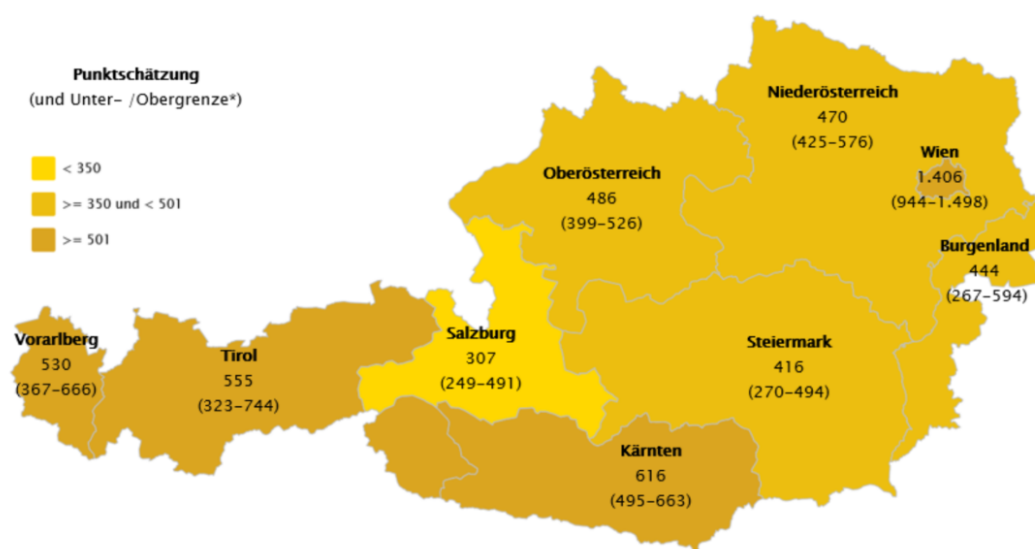 Punktschätzung
(und Unter- /Obergrenze*)
< 350
>= 350 und < 501
>= 501
Niederösterreich
470
(425-576)
Wien
1.406
(944-1.498)
Oberösterreich
486
(399-526)
Burgenland
444
(267-594)
Vorarlberg
530
(367-666)
Tirol
555
(323-744)
Salzburg
307
(249-491)
Steiermark
416
(270-494)
Kärnten
616
(495-663)